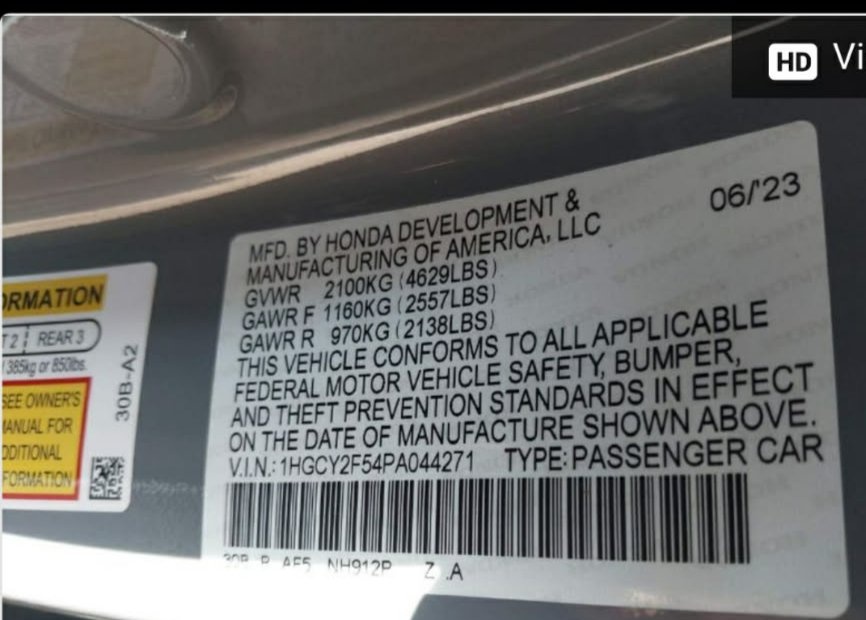 HD Vi
06/'23
MFD. BY HONDA DEVELOPMENT &
MANUFACTURING OF AMERICA, LLC
GVWR 2100KG (4629LBS)
GAWR F 1160KG (2557LBS)
GAWR R 970KG (2138LBS)
THIS VEHICLE CONFORMS TO ALL APPLICABLE
FEDERAL MOTOR VEHICLE SAFETY, BUMPER,
AND THEFT PREVENTION STANDARDS IN EFFECT
ON THE DATE OF MANUFACTURE SHOWN ABOVE.
V.I.N.: 1HGCY2F54PA044271 TYPE: PASSENGER CAR
NH912P Z .A
ORMATION
T 2 REAR 3
385kg or 850lbs.
SEE OWNER'S
MANUAL FOR
DDITIONAL
FORMATION
30B-A2